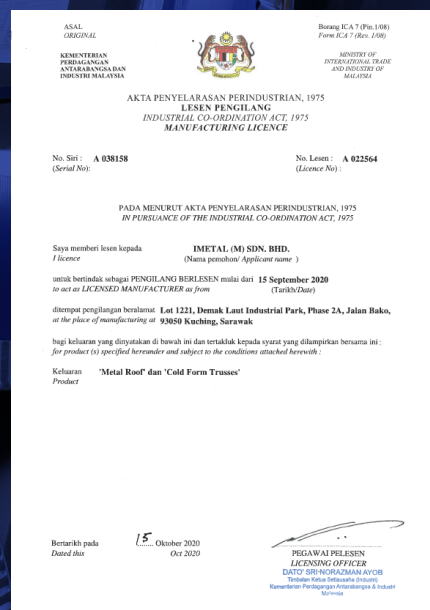 ASAL
ORIGINAL
Borang ICA 7 (Pin.1/08)
Form ICA 7 (Rev. 1/08)
KEMENTERIAN
PERDAGANGAN
ANTARABANGSA DAN
INDUSTRI MALAYSIA
MINISTRY OF
INTERNATIONAL TRADE
AND INDUSTRY OF
MALAYSIA
AKTA PENYELARASAN PERINDUSTRIAN, 1975
LESEN PENGILANG
INDUSTRIAL CO-ORDINATION ACT, 1975
MANUFACTURING LICENCE
No. Siri : A 038158
(Serial No):
No. Lesen : A 022564
(Licence No) :
PADA MENURUT AKTA PENYELARASAN PERINDUSTRIAN, 1975
IN PURSUANCE OF THE INDUSTRIAL CO-ORDINATION ACT, 1975
Saya memberi lesen kepada IMETAL (M) SDN. BHD.
I licence (Nama pemohon/ Applicant name )
untuk bertindak sebagai PENGILANG BERLESEN mulai dari 15 September 2020
to act as LICENSED MANUFACTURER as from (Tarikh/Date)
ditempat pengilangan beralamat Lot 1221, Demak Laut Industrial Park, Phase 2A, Jalan Bako,
at the place of manufacturing at 93050 Kuching, Sarawak
bagi keluaran yang dinyatakan di bawah ini dan tertakluk kepada syarat yang dilampirkan bersama ini :
for product (s) specified hereunder and subject to the conditions attached herewith :
Keluaran 'Metal Roof' dan 'Cold Form Trusses'
Product
Bertarikh pada 15 Oktober 2020
Dated this Oct 2020
PEGAWAI PELESEN
LICENSING OFFICER
DATO' SRI NORAZMAN AYOB
Timbalan Ketua Setiausaha (Industri)
Kementerian Perdagangan Antarabangsa & Industri
Malaysia